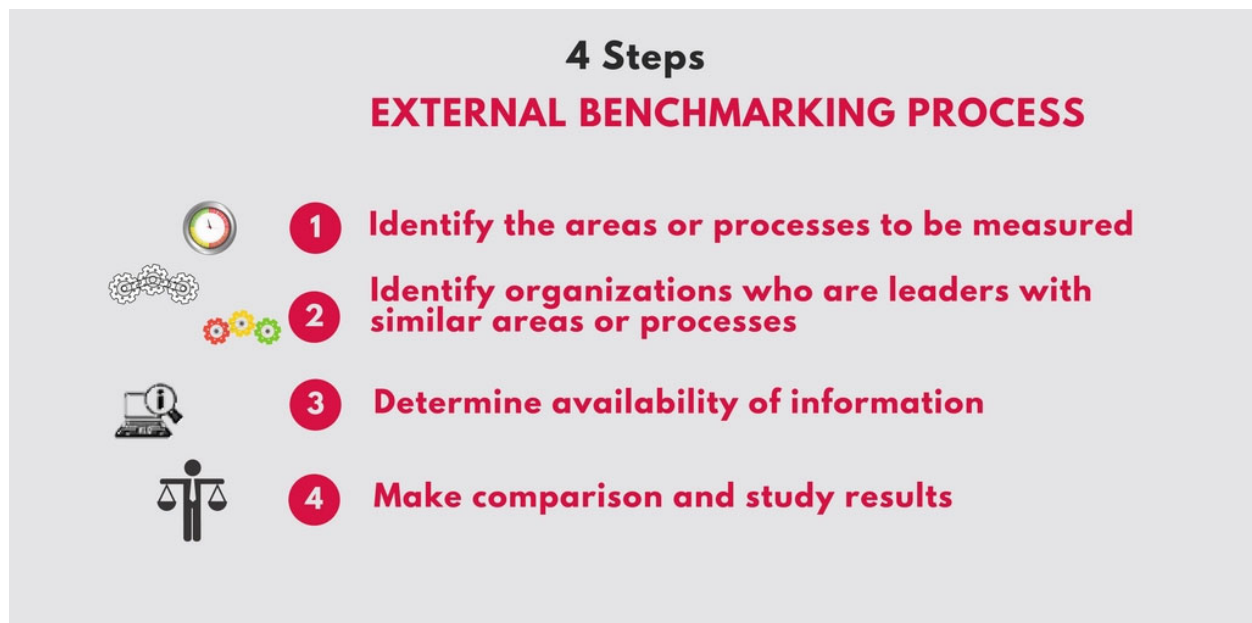 4 Steps
EXTERNAL BENCHMARKING PROCESS
1 Identify the areas or processes to be measured
2 Identify organizations who are leaders with
similar areas or processes
3 Determine availability of information
4 Make comparison and study results